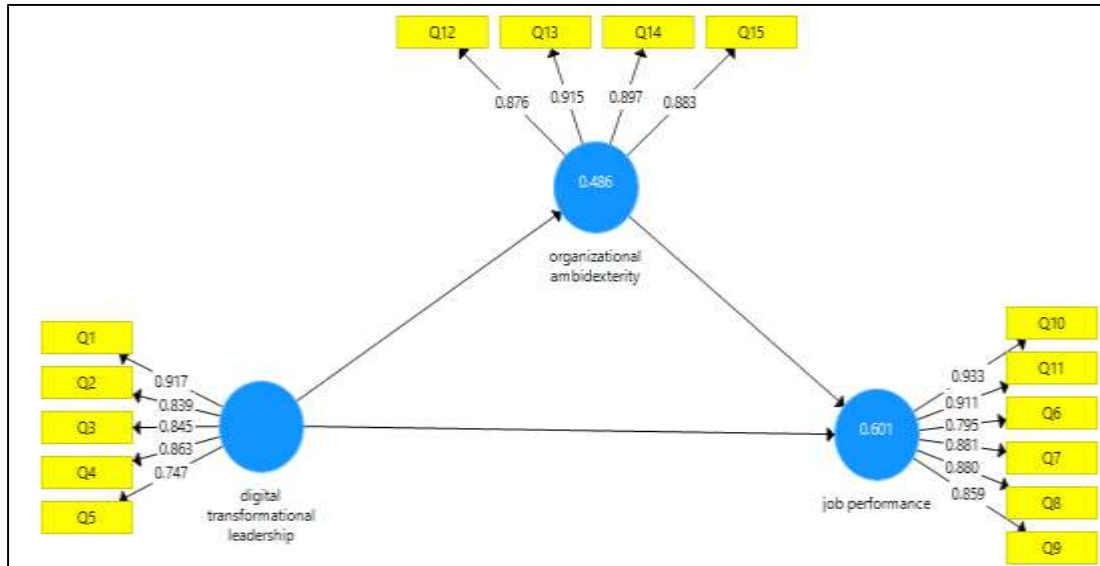 Q12
Q13
Q14
Q15
0.876
0.915
0.897
0.883
0.486
organizational
ambidexterity
Q1
Q2
Q3
Q4
Q5
0.917
0.839
0.845
0.863
0.747
digital
transformational
leadership
Q10
Q11
Q6
Q7
Q8
Q9
0.933
0.911
0.795
0.881
0.880
0.859
0.601
job performance